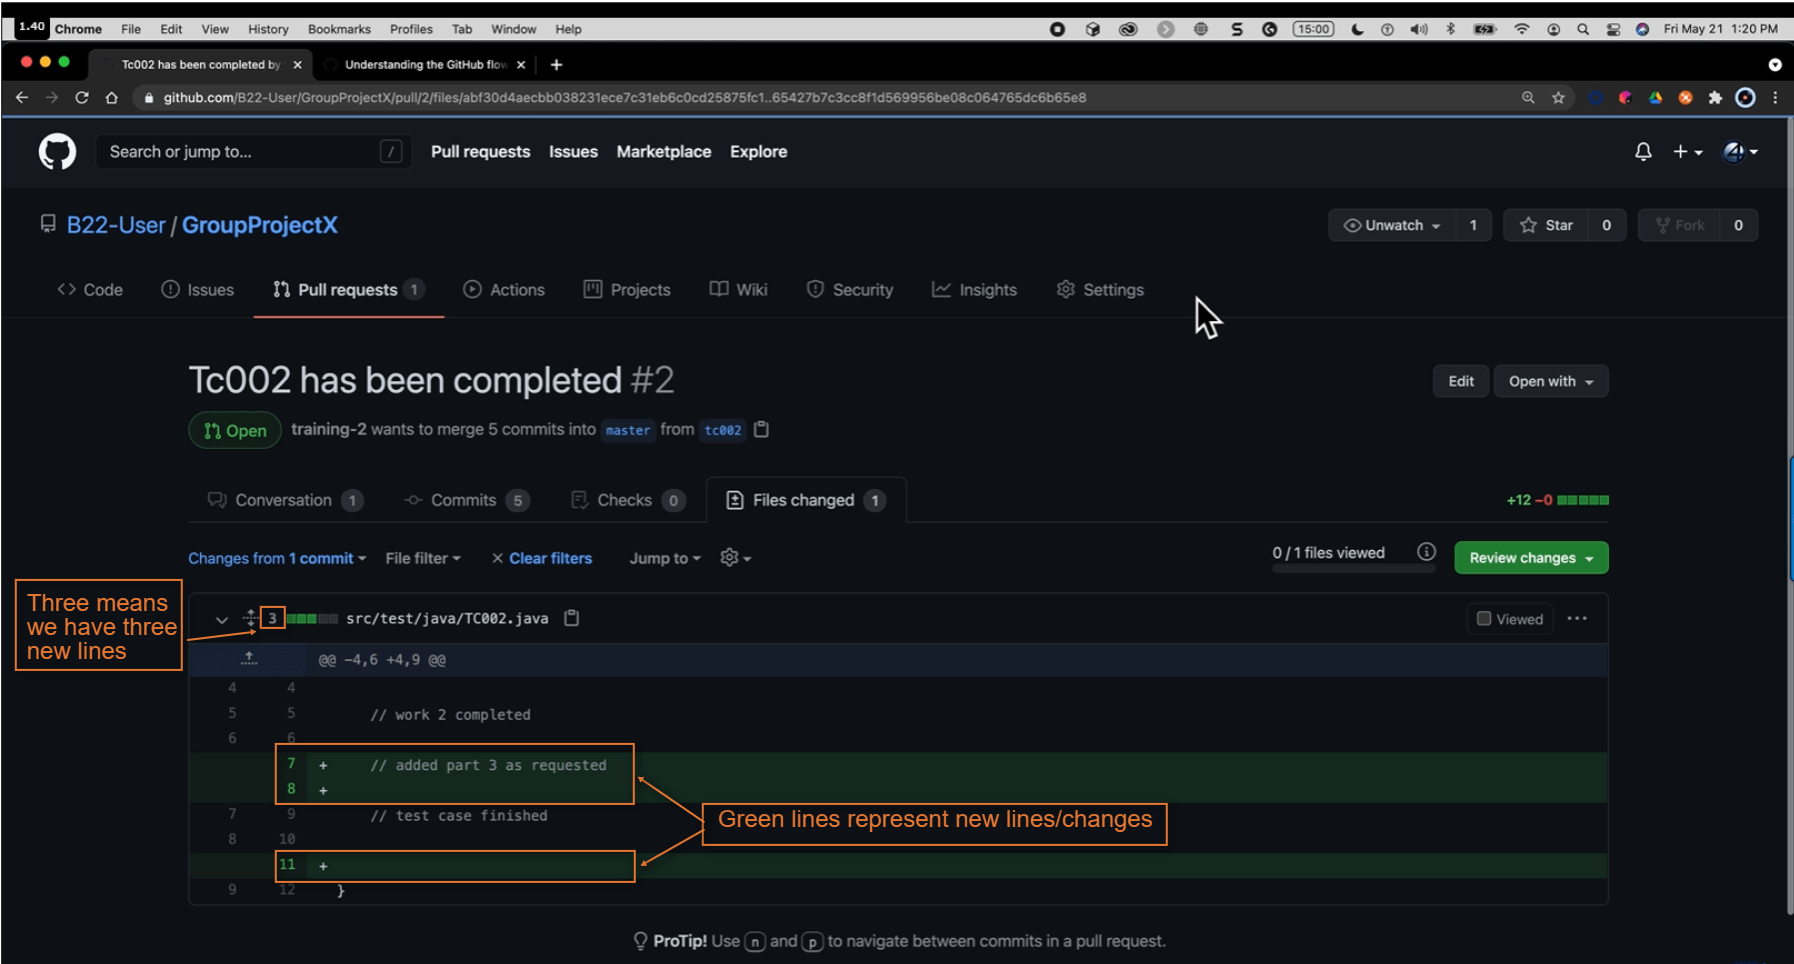 1.40 Chrome File Edit View History Bookmarks Profiles Tab Window Help 15:00 Fri May 21 1:20 PM
Tc002 has been completed by Understanding the GitHub flow
github.com/B22-User/GroupProjectX/pull/2/files/abf30d4aecbb038231ece7c31eb6c0cd25875fc1..65427b7c3cc8f1d569956be08c064765dc6b65e8
Search or jump to... / Pull requests Issues Marketplace Explore
B22-User / GroupProjectX Unwatch 1 Star 0 Fork 0
<> Code Issues Pull requests 1 Actions Projects Wiki Security Insights Settings
Tc002 has been completed #2 Edit Open with
Open training-2 wants to merge 5 commits into master from tc002
Conversation 1 Commits 5 Checks 0 Files changed 1 +12 −0
Changes from 1 commit File filter × Clear filters Jump to 0 / 1 files viewed Review changes
Three means
we have three
new lines
3 src/test/java/TC002.java Viewed ...
@@ -4,6 +4,9 @@
4 4
5 5 // work 2 completed
6 6
7 + // added part 3 as requested
8 +
7 9 // test case finished
Green lines represent new lines/changes
8 10
11 +
9 12 }
ProTip! Use n and p to navigate between commits in a pull request.